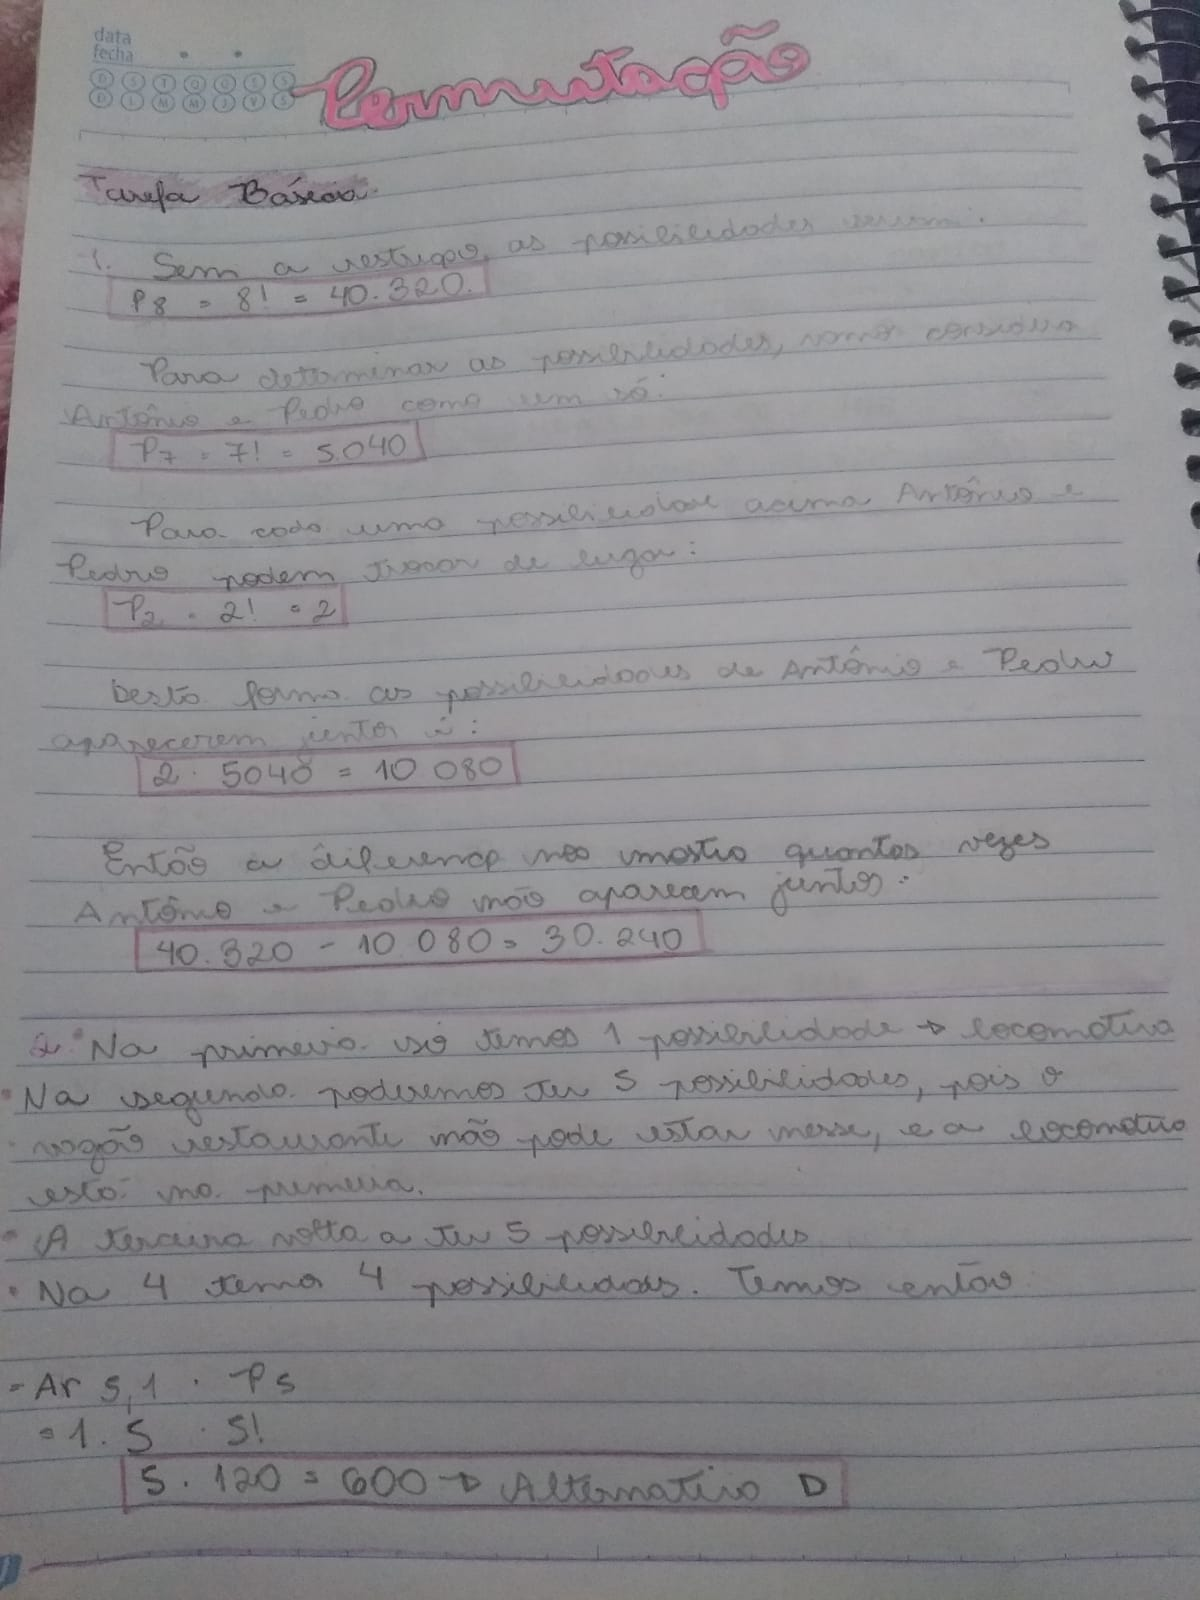 data
fecha
D S T Q Q S S
D L M M J V S
Permutação
Tarefa Básica.
1. Sem a restrição, as possibilidades seriam:
P8 = 8! = 40.320.
Para determinar as possibilidades, vamos considera
Antônio e Pedro como um só:
P7 = 7! = 5.040
Para cada uma possibilidade acima Antônio e
Pedro podem trocar de lugar:
P2 = 2! = 2
Desta forma as possibilidades de Antônio e Pedro
aparecerem juntos é:
2 . 5040 = 10 080
Então a diferença nos mostra quantas vezes
Antônio e Pedro não aparecem juntos.
40.320 - 10 080 = 30.240
2. Na primeira só temos 1 possibilidade → locomotiva
Na segunda poderemos ter 5 possibilidades, pois o
vagão restaurante não pode estar nesse, e a locomotiva
está na primeira.
A terceira volta a ter 5 possibilidades
Na 4 temos 4 possibilidades. Temos então
= Ar 5,1 . P5
= 1 . 5 . 5!
5 . 120 = 600 → Alternativa D